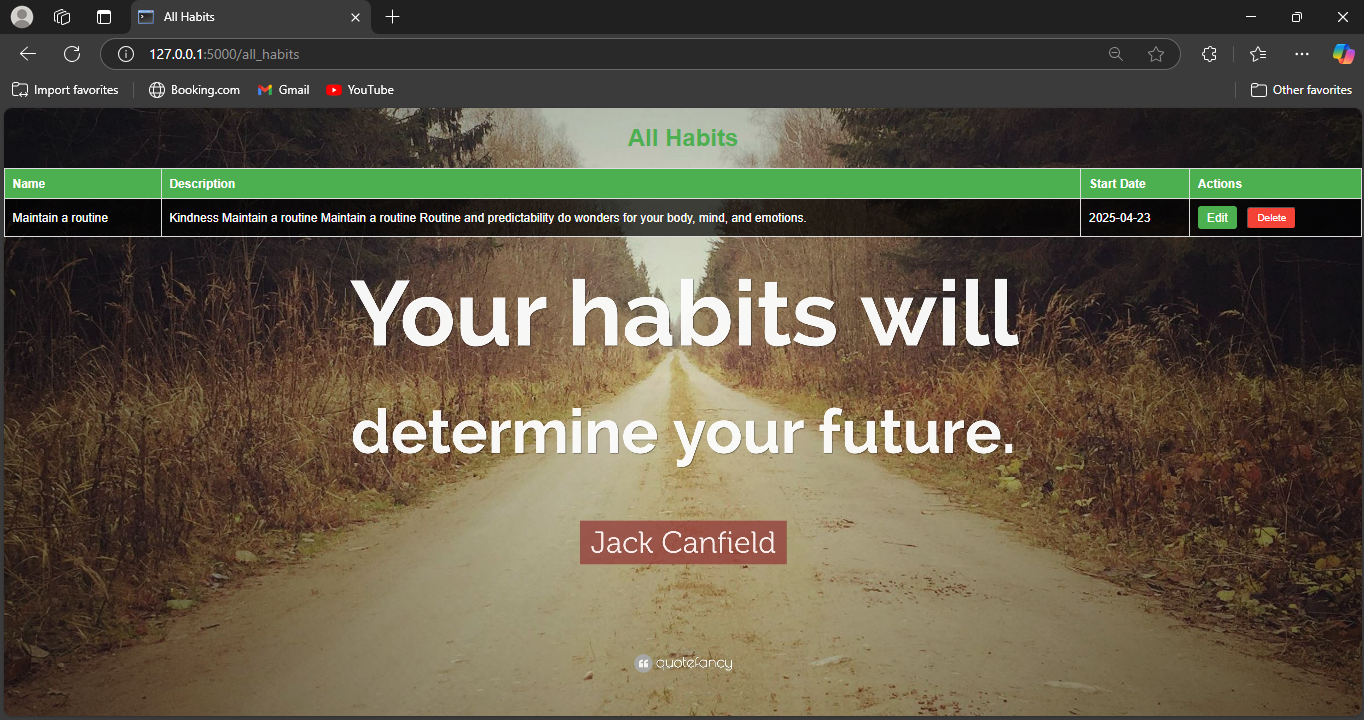 All Habits
127.0.0.1:5000/all_habits
Import favorites Booking.com Gmail YouTube Other favorites
All Habits
Name Description Start Date Actions
Maintain a routine Kindness Maintain a routine Maintain a routine Routine and predictability do wonders for your body, mind, and emotions. 2025-04-23 Edit Delete
Your habits will
determine your future.
Jack Canfield
quotefancy